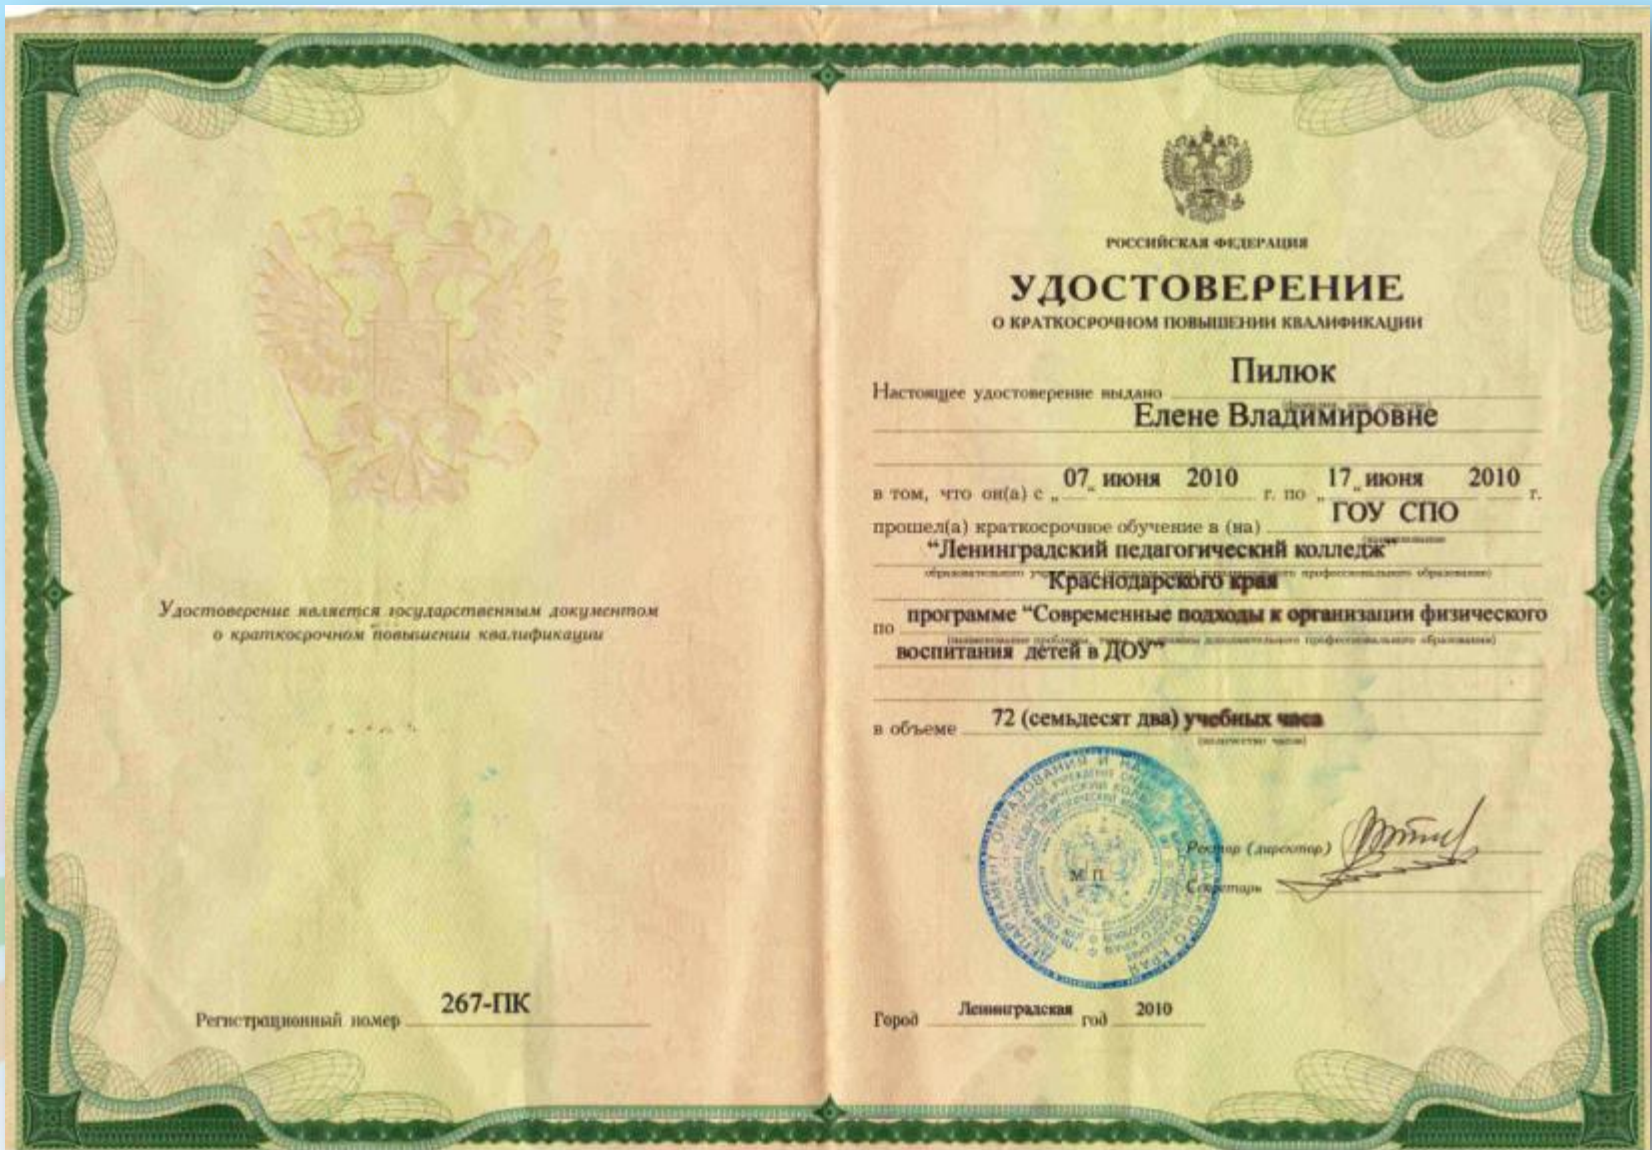 Удостоверение является государственным документом
о краткосрочном повышении квалификации
Регистрационный номер 267-ПК
РОССИЙСКАЯ ФЕДЕРАЦИЯ
УДОСТОВЕРЕНИЕ
О КРАТКОСРОЧНОМ ПОВЫШЕНИИ КВАЛИФИКАЦИИ
Настоящее удостоверение выдано Пилюк
Елене Владимировне
в том, что он(а) с „ 07 “ июня 2010 г. по „ 17 “ июня 2010 г.
прошел(а) краткосрочное обучение в (на) ГОУ СПО
“Ленинградский педагогический колледж”
Краснодарского края
по программе “Современные подходы к организации физического
воспитания детей в ДОУ”
в объеме 72 (семьдесят два) учебных часа
(количество часов)
Ректор (директор)
М. П.
Секретарь
Город Ленинградская год 2010